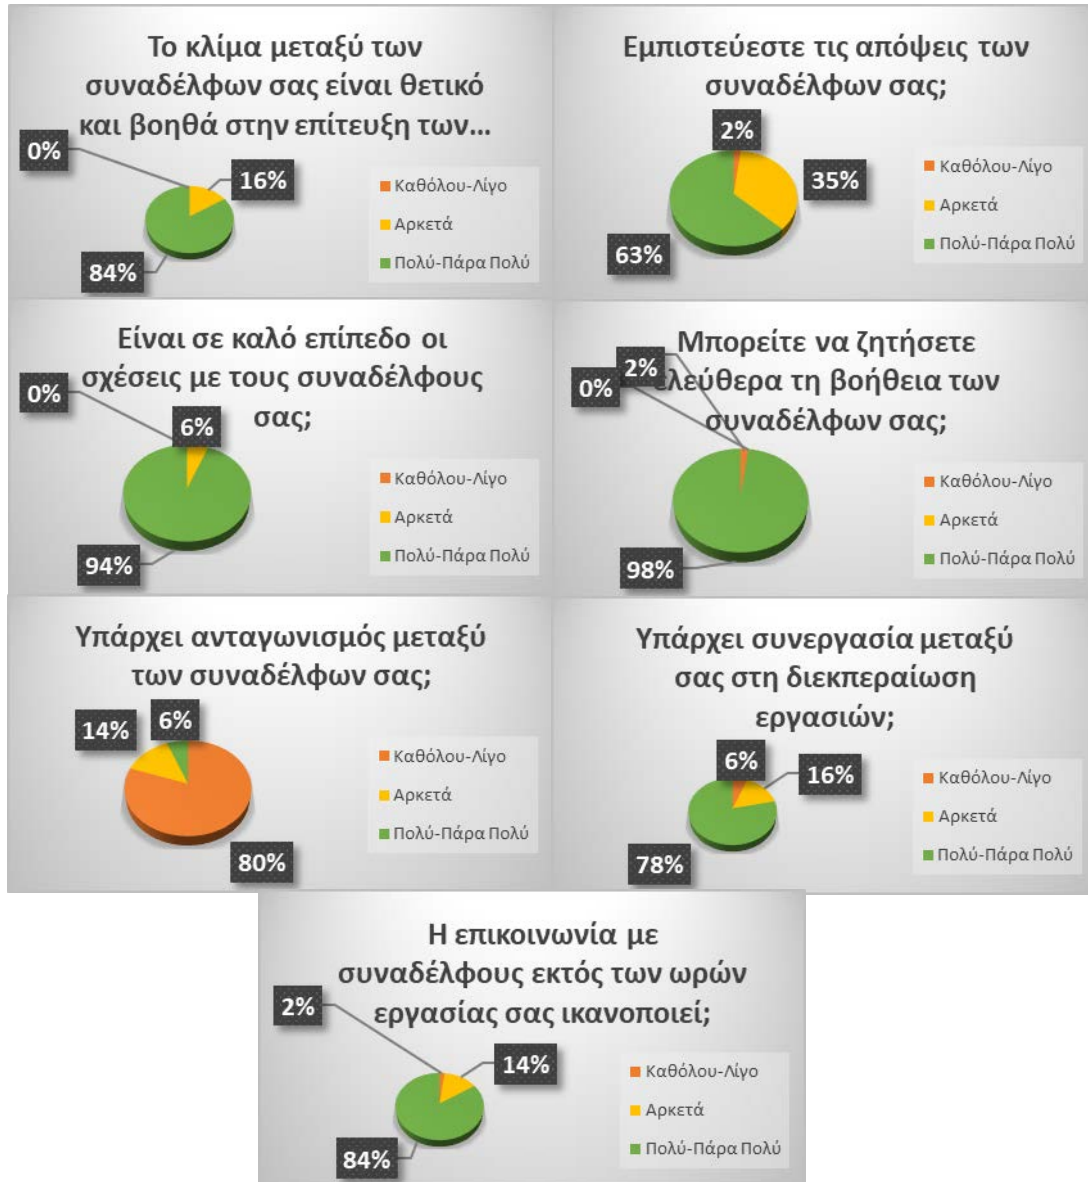 Το κλίμα μεταξύ των
συναδέλφων σας είναι θετικό
και βοηθά στην επίτευξη των...
0%
16%
84%
Καθόλου-Λίγο
Αρκετά
Πολύ-Πάρα Πολύ
Εμπιστεύεστε τις απόψεις των
συναδέλφων σας;
2%
35%
63%
Καθόλου-Λίγο
Αρκετά
Πολύ-Πάρα Πολύ
Είναι σε καλό επίπεδο οι
σχέσεις με τους συναδέλφους
σας;
0%
6%
94%
Καθόλου-Λίγο
Αρκετά
Πολύ-Πάρα Πολύ
Μπορείτε να ζητήσετε
ελεύθερα τη βοήθεια των
συναδέλφων σας;
2%
0%
98%
Καθόλου-Λίγο
Αρκετά
Πολύ-Πάρα Πολύ
Υπάρχει ανταγωνισμός μεταξύ
των συναδέλφων σας;
14%
6%
80%
Καθόλου-Λίγο
Αρκετά
Πολύ-Πάρα Πολύ
Υπάρχει συνεργασία μεταξύ
σας στη διεκπεραίωση
εργασιών;
6%
16%
78%
Καθόλου-Λίγο
Αρκετά
Πολύ-Πάρα Πολύ
Η επικοινωνία με
συναδέλφους εκτός των ωρών
εργασίας σας ικανοποιεί;
2%
14%
84%
Καθόλου-Λίγο
Αρκετά
Πολύ-Πάρα Πολύ